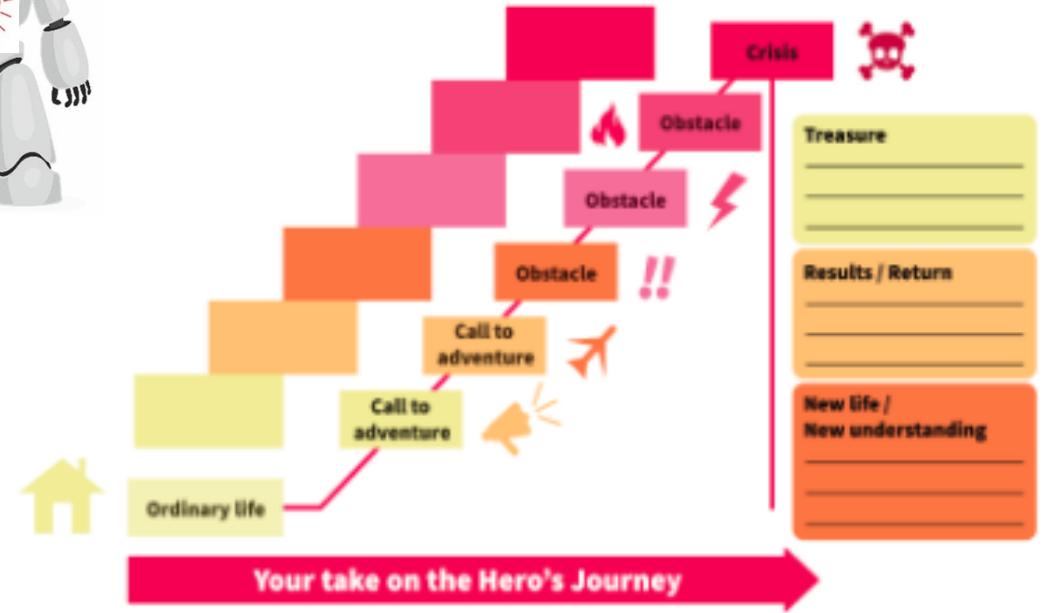 Crisis
Obstacle
Treasure
Obstacle
Obstacle
Results / Return
Call to
adventure
Call to
adventure
New life /
New understanding
Ordinary life
Your take on the Hero's Journey